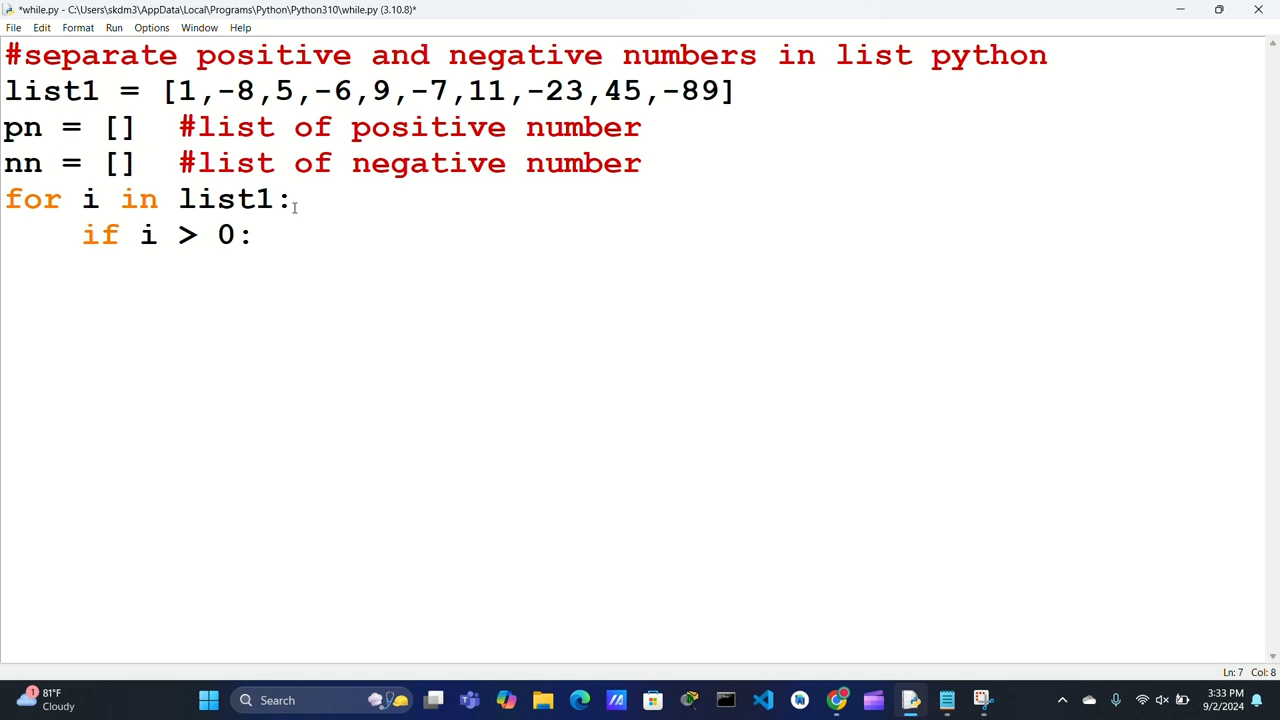 *while.py - C:\Users\skdm3\AppData\Local\Programs\Python\Python310\while.py (3.10.8)*
File Edit Format Run Options Window Help
#separate positive and negative numbers in list python
list1 = [1,-8,5,-6,9,-7,11,-23,45,-89]
pn = []  #list of positive number
nn = []  #list of negative number
for i in list1:
    if i > 0:
Ln: 7 Col: 8
1 81°F
Cloudy
Search
3:33 PM
9/2/2024